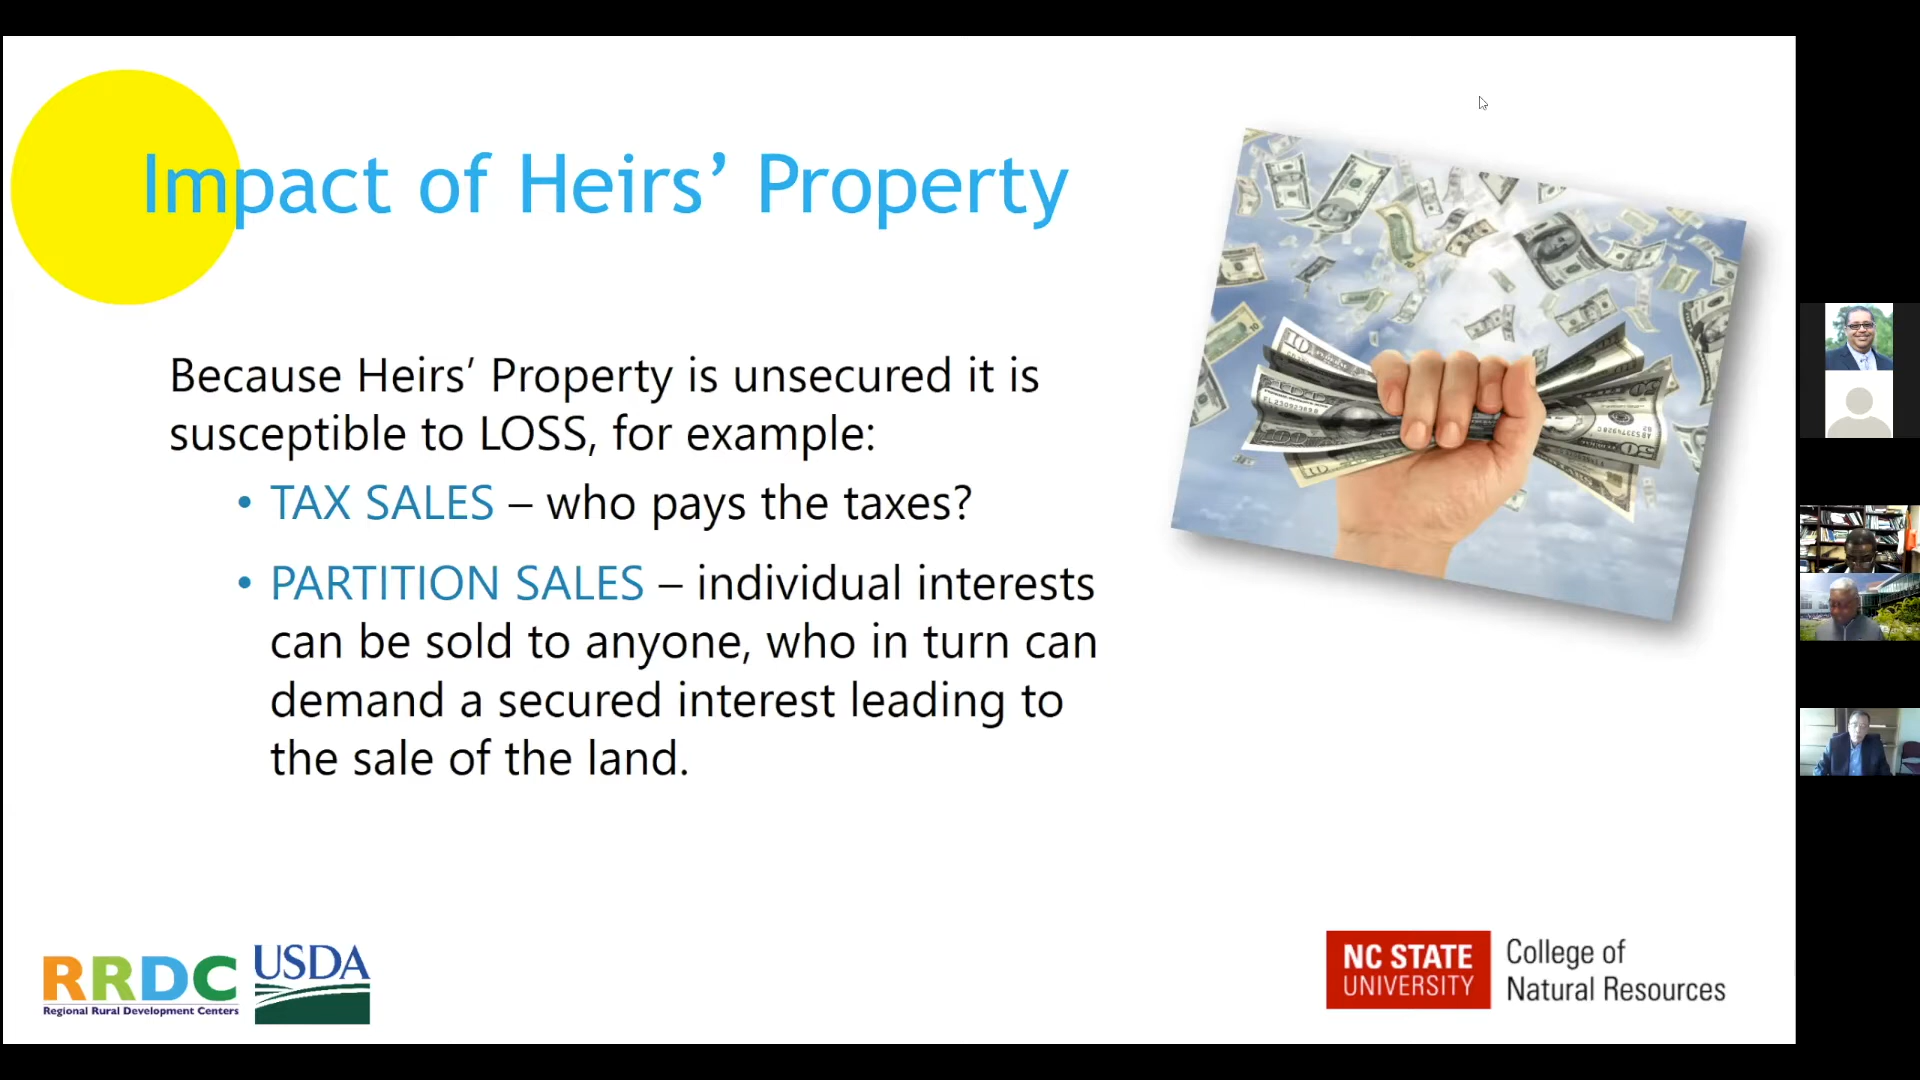 Impact of Heirs’ Property
Because Heirs’ Property is unsecured it is
susceptible to LOSS, for example:
• TAX SALES – who pays the taxes?
• PARTITION SALES – individual interests
can be sold to anyone, who in turn can
demand a secured interest leading to
the sale of the land.
RRDC
Regional Rural Development Centers
USDA
NC STATE
UNIVERSITY
College of
Natural Resources